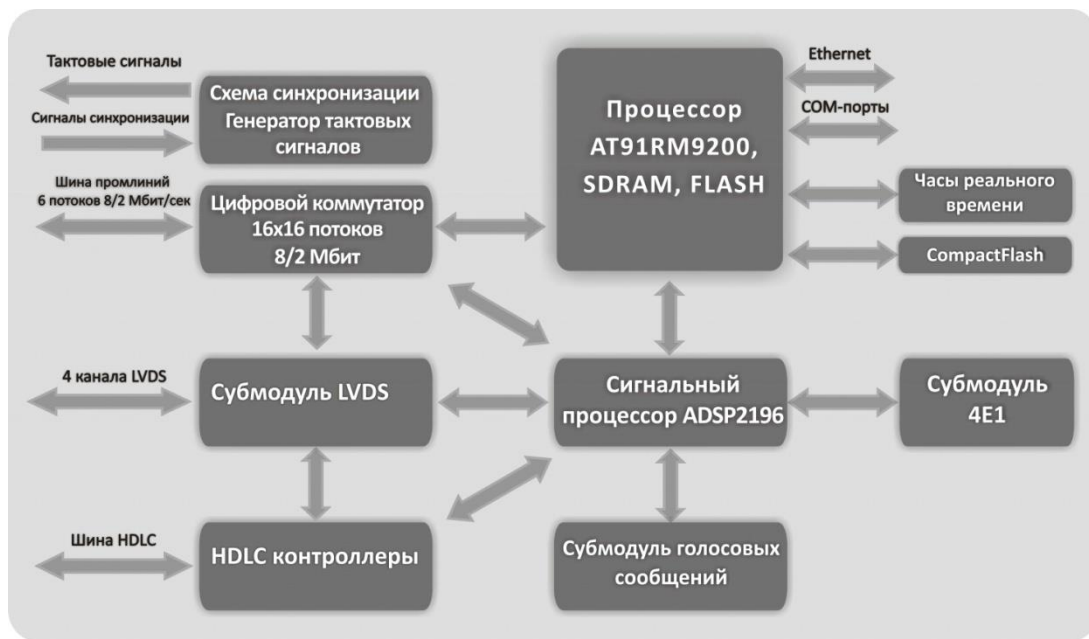 Тактовые сигналы
Сигналы синхронизации
Схема синхронизации
Генератор тактовых
сигналов
Процессор
AT91RM9200,
SDRAM, FLASH
Ethernet
COM-порты
Шина промлиний
6 потоков 8/2 Мбит/сек
Цифровой коммутатор
16x16 потоков
8/2 Мбит
Часы реального
времени
CompactFlash
4 канала LVDS
Субмодуль LVDS
Сигнальный
процессор ADSP2196
Субмодуль
4E1
Шина HDLC
HDLC контроллеры
Субмодуль голосовых
сообщений